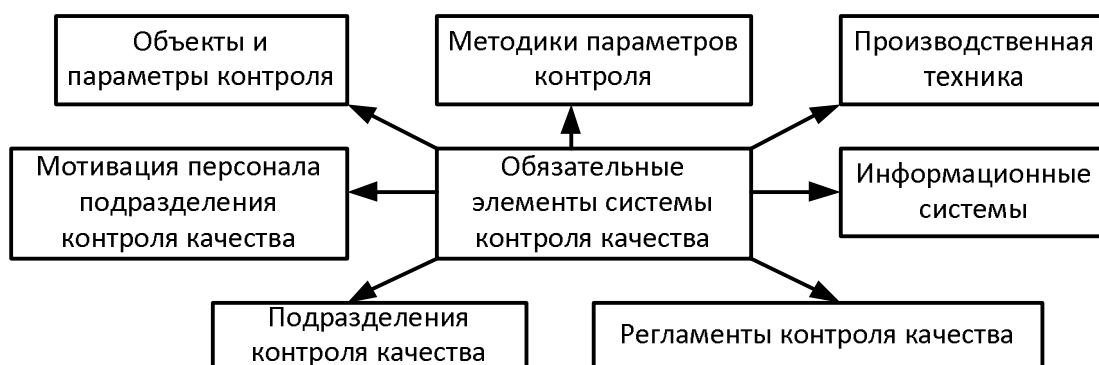 Объекты и
параметры контроля
Методики параметров
контроля
Производственная
техника
Мотивация персонала
подразделения
контроля качества
Обязательные
элементы системы
контроля качества
Информационные
системы
Подразделения
контроля качества
Регламенты контроля качества